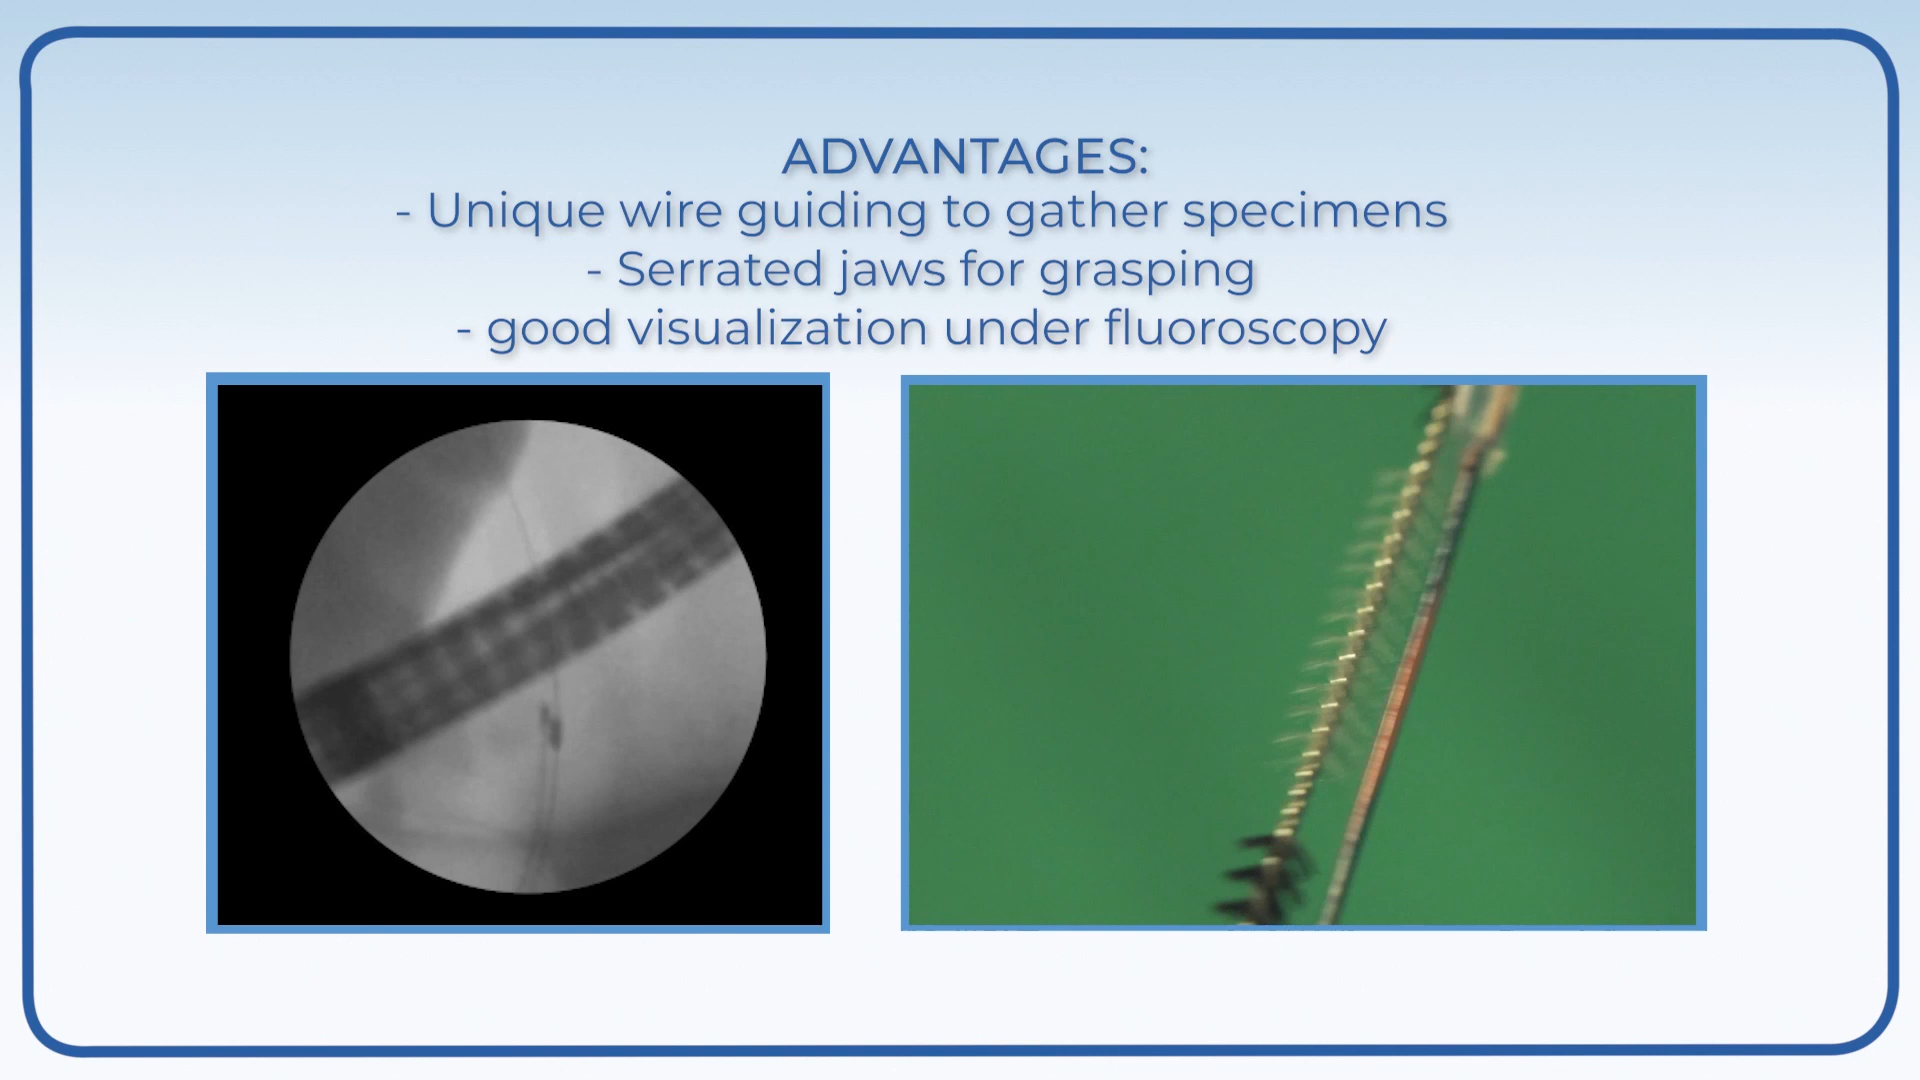 ADVANTAGES:
- Unique wire guiding to gather specimens
- Serrated jaws for grasping
- good visualization under fluoroscopy